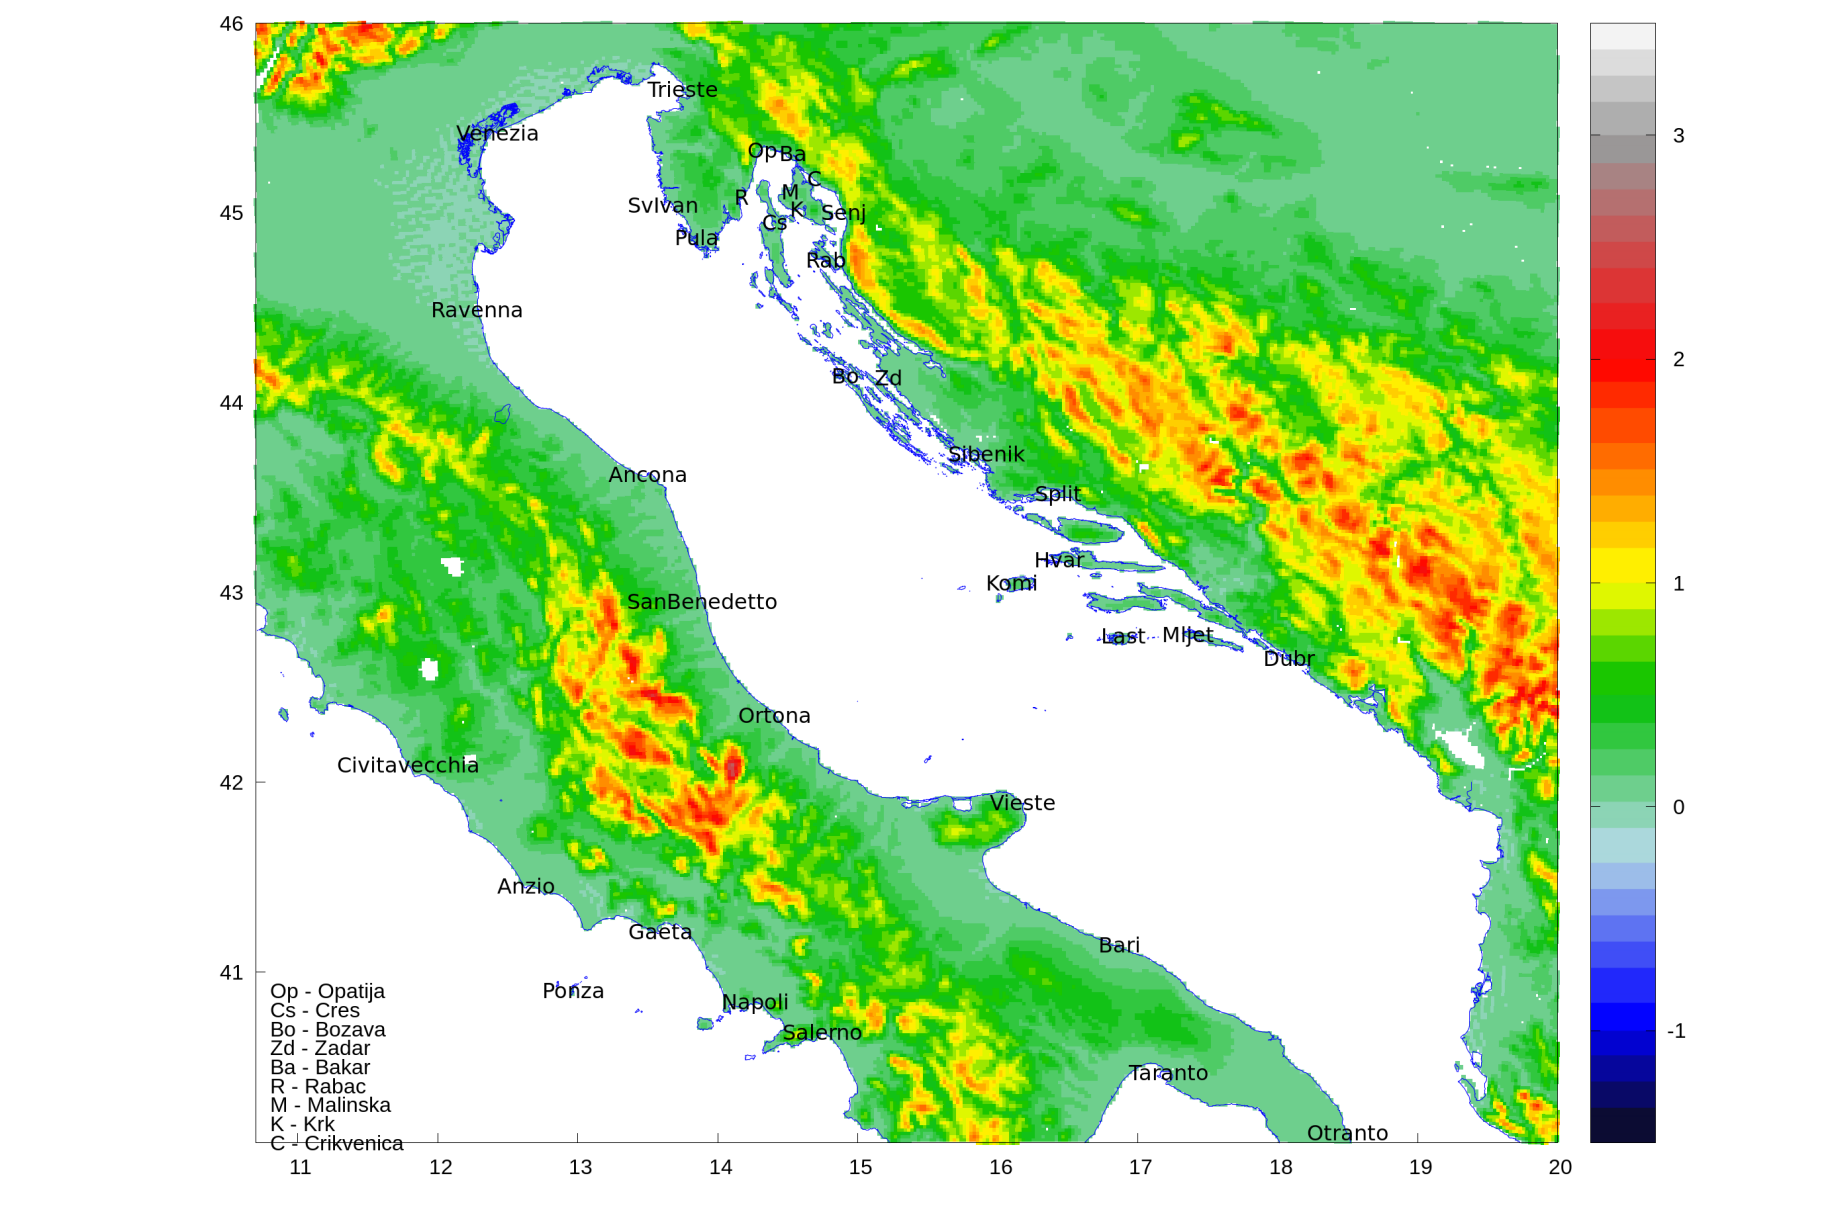 46
Trieste
Venezia
3
Op Ba
C
M
R
K
Svlvan
Senj
45
Cs
Pula
Rab
Ravenna
2
Bo Zd
44
Sibenik
Ancona
Split
Hvar
Komi
1
43
SanBenedetto
Last
Mljet
Dubr
Ortona
Civitavecchia
42
Vieste
0
Anzio
Gaeta
Bari
41
Ponza
Napoli
Salerno
-1
Taranto
Otranto
Op - Opatija
Cs - Cres
Bo - Bozava
Zd - Zadar
Ba - Bakar
R - Rabac
M - Malinska
K - Krk
C - Crikvenica
11 12 13 14 15 16 17 18 19 20